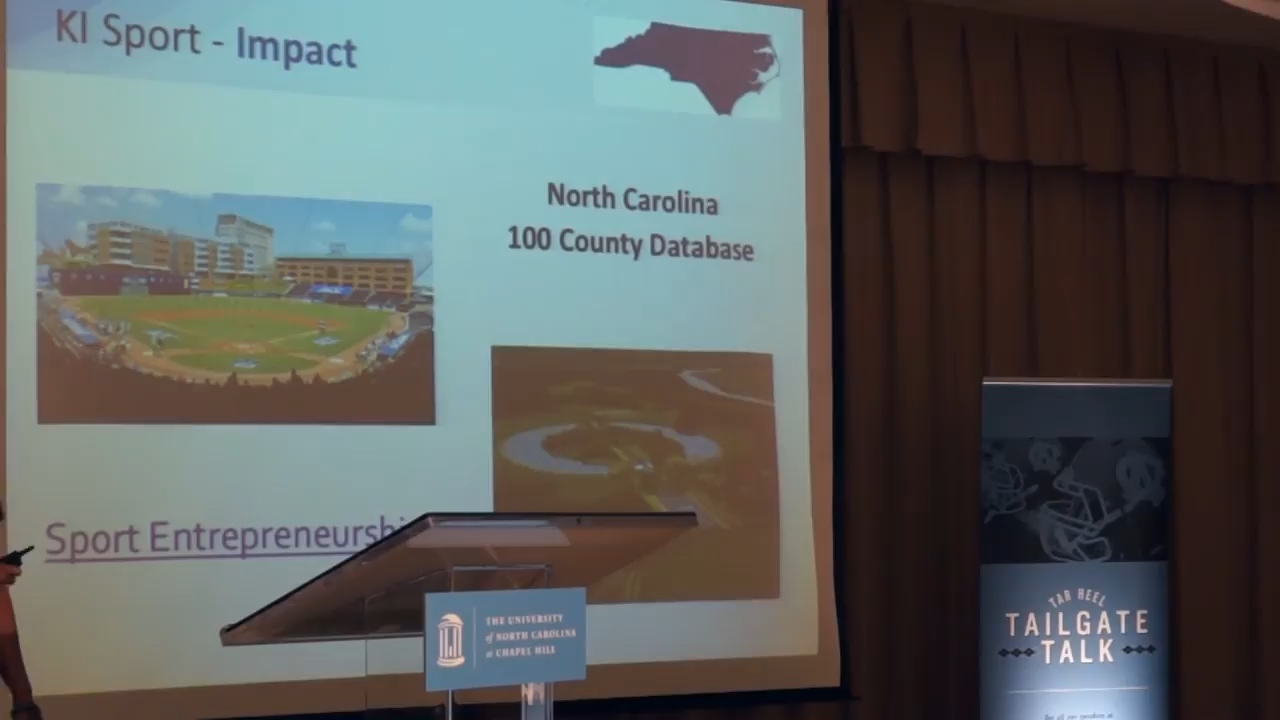 KI Sport - Impact
North Carolina
100 County Database
Sport Entrepreneurshi
THE UNIVERSITY
of NORTH CAROLINA
at CHAPEL HILL
TAR HEEL
TAILGATE
TALK